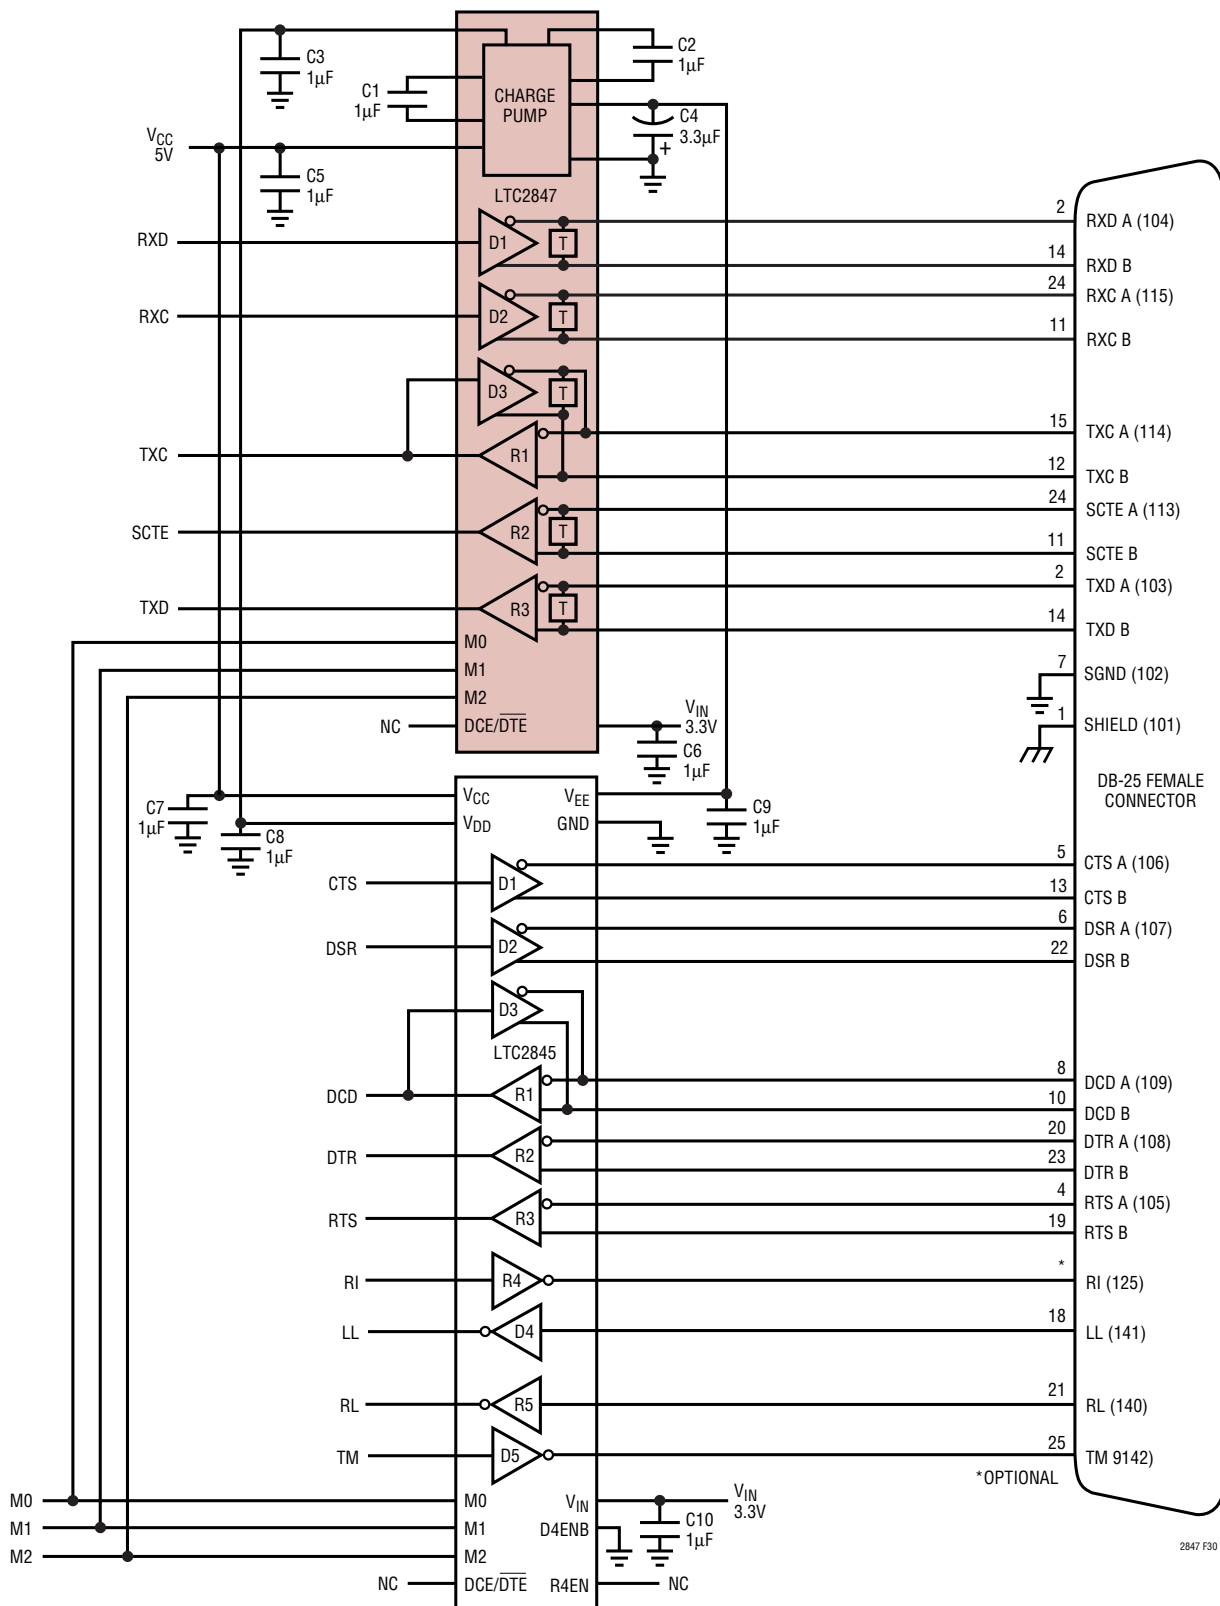 C3
1µF
C2
1µF
C1
1µF
CHARGE
PUMP
C4
3.3µF
+
VCC
5V
C5
1µF
LTC2847
RXD
D1
T
2
RXD A (104)
14
RXD B
RXC
D2
T
24
RXC A (115)
11
RXC B
D3
T
TXC
R1
15
TXC A (114)
12
TXC B
SCTE
R2
T
24
SCTE A (113)
11
SCTE B
TXD
R3
T
2
TXD A (103)
14
TXD B
M0
M1
M2
NC
DCE/DTE
VIN
3.3V
C6
1µF
7
SGND (102)
1
SHIELD (101)
DB-25 FEMALE
CONNECTOR
C7
1µF
C8
1µF
VCC
VDD
VEE
GND
C9
1µF
CTS
D1
5
CTS A (106)
13
CTS B
DSR
D2
6
DSR A (107)
22
DSR B
D3
LTC2845
DCD
R1
8
DCD A (109)
10
DCD B
DTR
R2
20
DTR A (108)
23
DTR B
RTS
R3
4
RTS A (105)
19
RTS B
RI
R4
*
RI (125)
LL
D4
18
LL (141)
RL
R5
21
RL (140)
TM
D5
25
TM 9142)
*OPTIONAL
M0
M1
M2
M0
M1
M2
NC
DCE/DTE
VIN
D4ENB
R4EN
NC
VIN
3.3V
C10
1µF
2847 F30